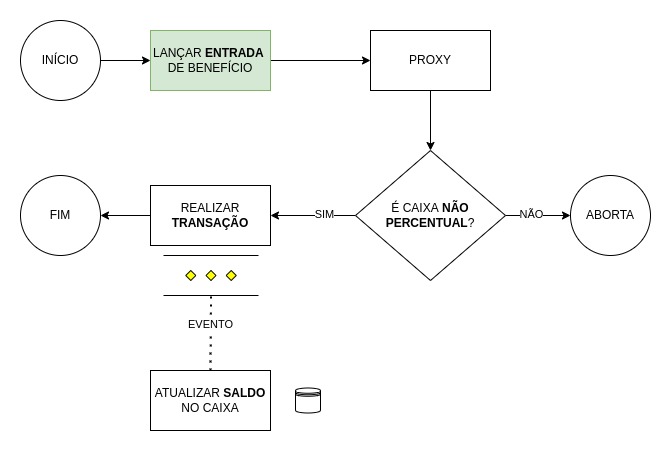 INÍCIO
LANÇAR ENTRADA
DE BENEFÍCIO
PROXY
É CAIXA NÃO
PERCENTUAL?
SIM
NÃO
ABORTA
REALIZAR
TRANSAÇÃO
FIM
EVENTO
ATUALIZAR SALDO
NO CAIXA